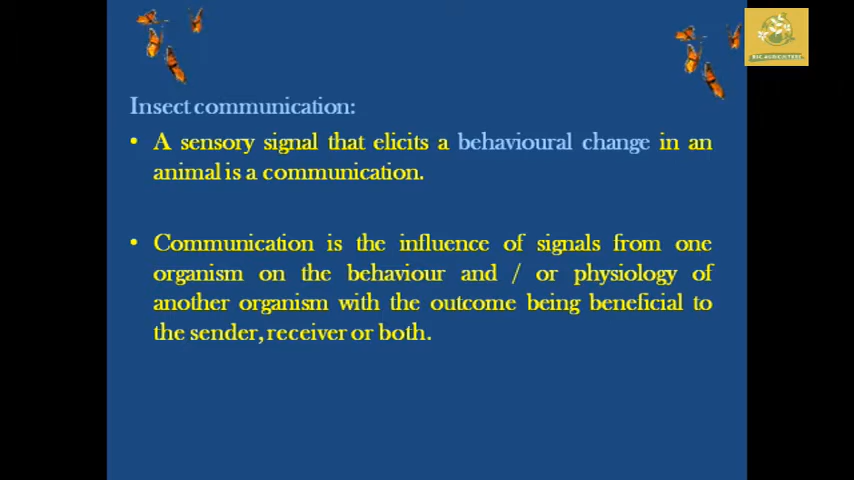 Insect communication:
• A sensory signal that elicits a behavioural change in an
animal is a communication.
• Communication is the influence of signals from one
organism on the behaviour and / or physiology of
another organism with the outcome being beneficial to
the sender, receiver or both.
BSC AGRICULTURE